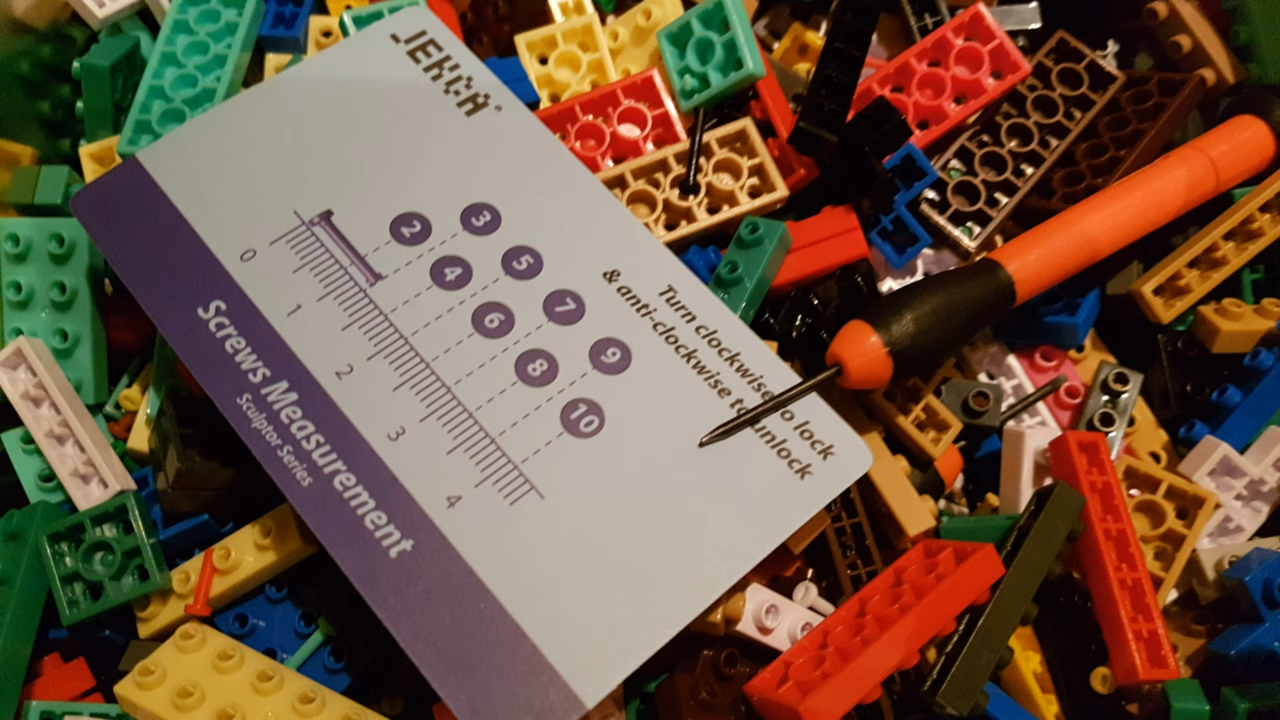 JEKCA
2 3
4 5
6 7
8 9
10
0 1 2 3 4
Turn clockwise to lock
& anti-clockwise to unlock
Screws Measurement
Sculptor Series